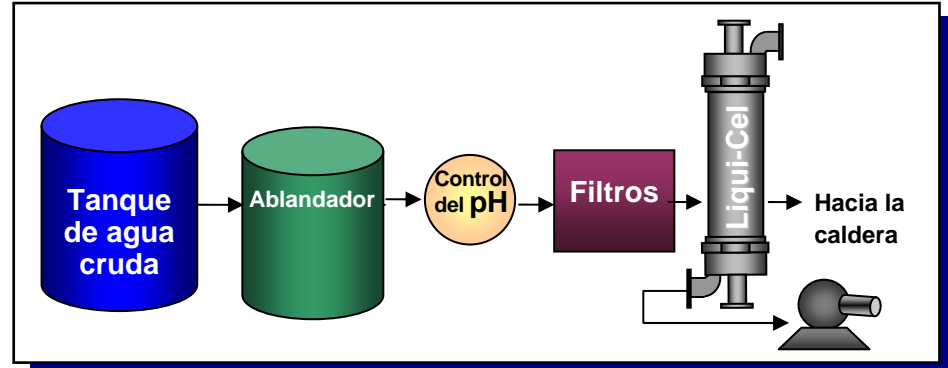 Tanque
de agua
cruda
Ablandador
Control
del pH
Filtros
Liqui-Cel
Hacia la
caldera